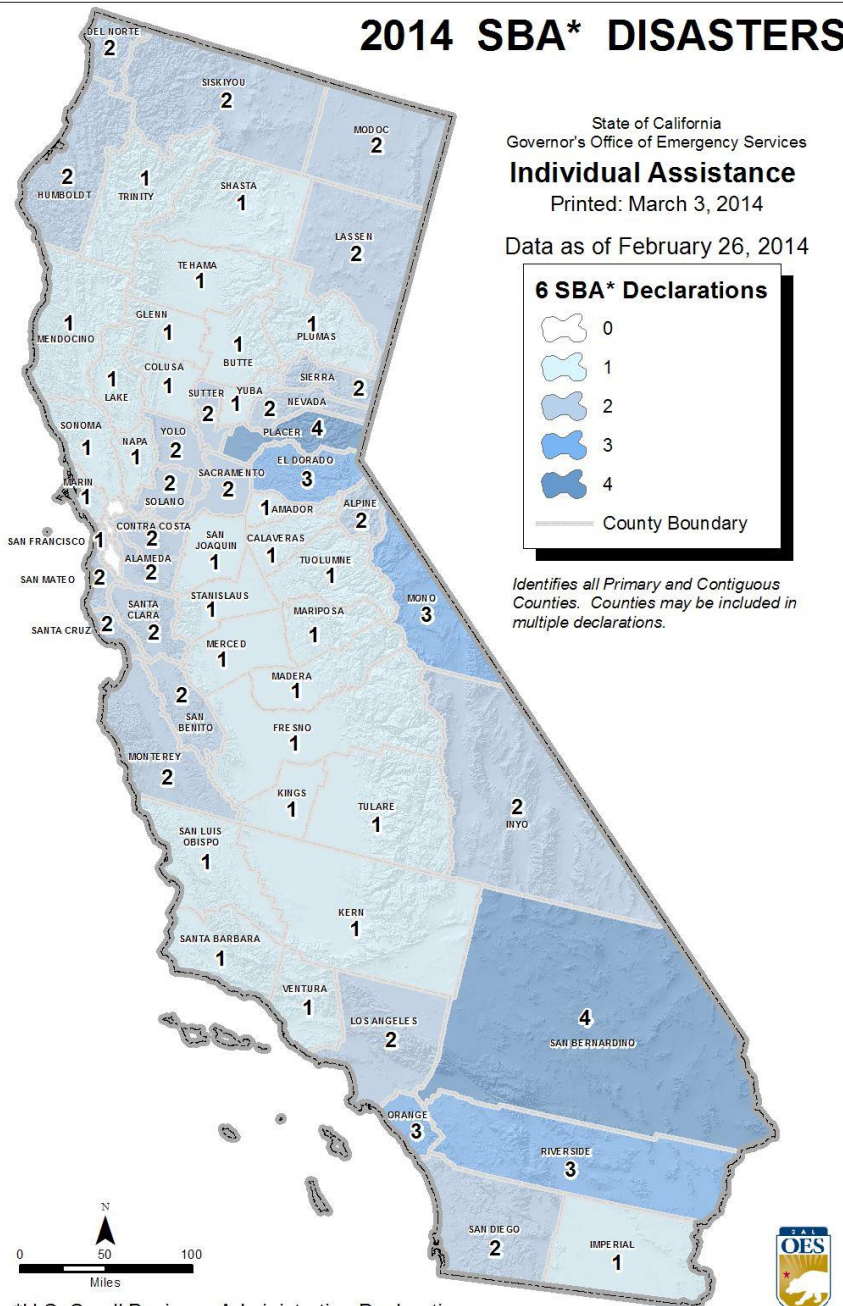 2014 SBA* DISASTERS
State of California
Governor's Office of Emergency Services
Individual Assistance
Printed: March 3, 2014
Data as of February 26, 2014
6 SBA* Declarations
0
1
2
3
4
County Boundary
Identifies all Primary and Contiguous
Counties. Counties may be included in
multiple declarations.
DEL NORTE
2
SISKIYOU
2
MODOC
2
2
HUMBOLDT
1
TRINITY
SHASTA
1
LASSEN
2
TEHAMA
1
1
MENDOCINO
GLENN
1
1
BUTTE
1
PLUMAS
COLUSA
1
1
LAKE
SUTTER
2
YUBA
1
SIERRA
2
NEVADA
2
PLACER
4
SONOMA
1
NAPA
1
YOLO
2
EL DORADO
3
SACRAMENTO
2
MARIN
1
2
SOLANO
1
AMADOR
ALPINE
2
SAN FRANCISCO
1
CONTRA COSTA
2
SAN
JOAQUIN
1
CALAVERAS
1
SAN MATEO
2
ALAMEDA
2
TUOLUMNE
1
STANISLAUS
1
MONO
3
SANTA CRUZ
2
SANTA
CLARA
2
MARIPOSA
1
MERCED
1
MADERA
1
2
SAN
BENITO
FRESNO
1
MONTEREY
2
KINGS
1
TULARE
1
2
INYO
SAN LUIS
OBISPO
1
KERN
1
SANTA BARBARA
1
VENTURA
1
LOS ANGELES
2
4
SAN BERNARDINO
ORANGE
3
RIVERSIDE
3
SAN DIEGO
2
IMPERIAL
1
N
0 50 100
Miles
CAL
OES